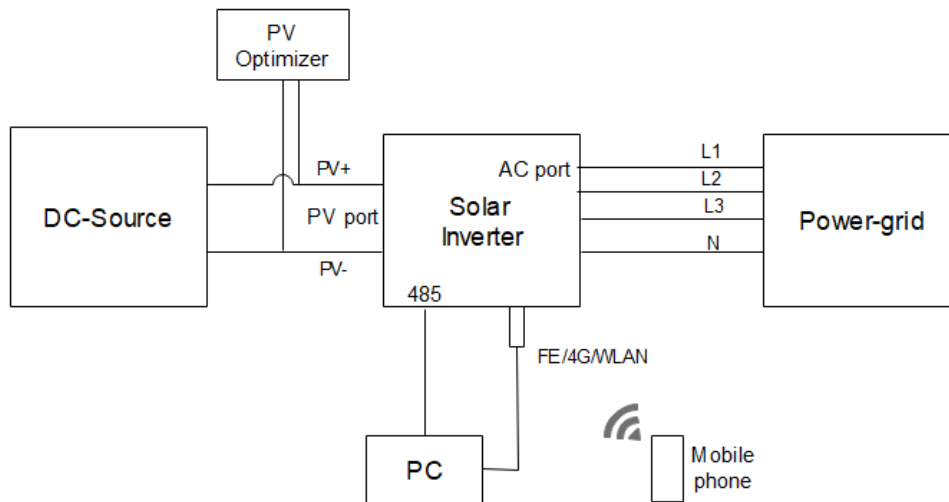 PV
Optimizer
DC-Source
PV+
PV port
PV-
AC port
Solar
Inverter
485
L1
L2
L3
N
Power-grid
FE/4G/WLAN
PC
Mobile
phone